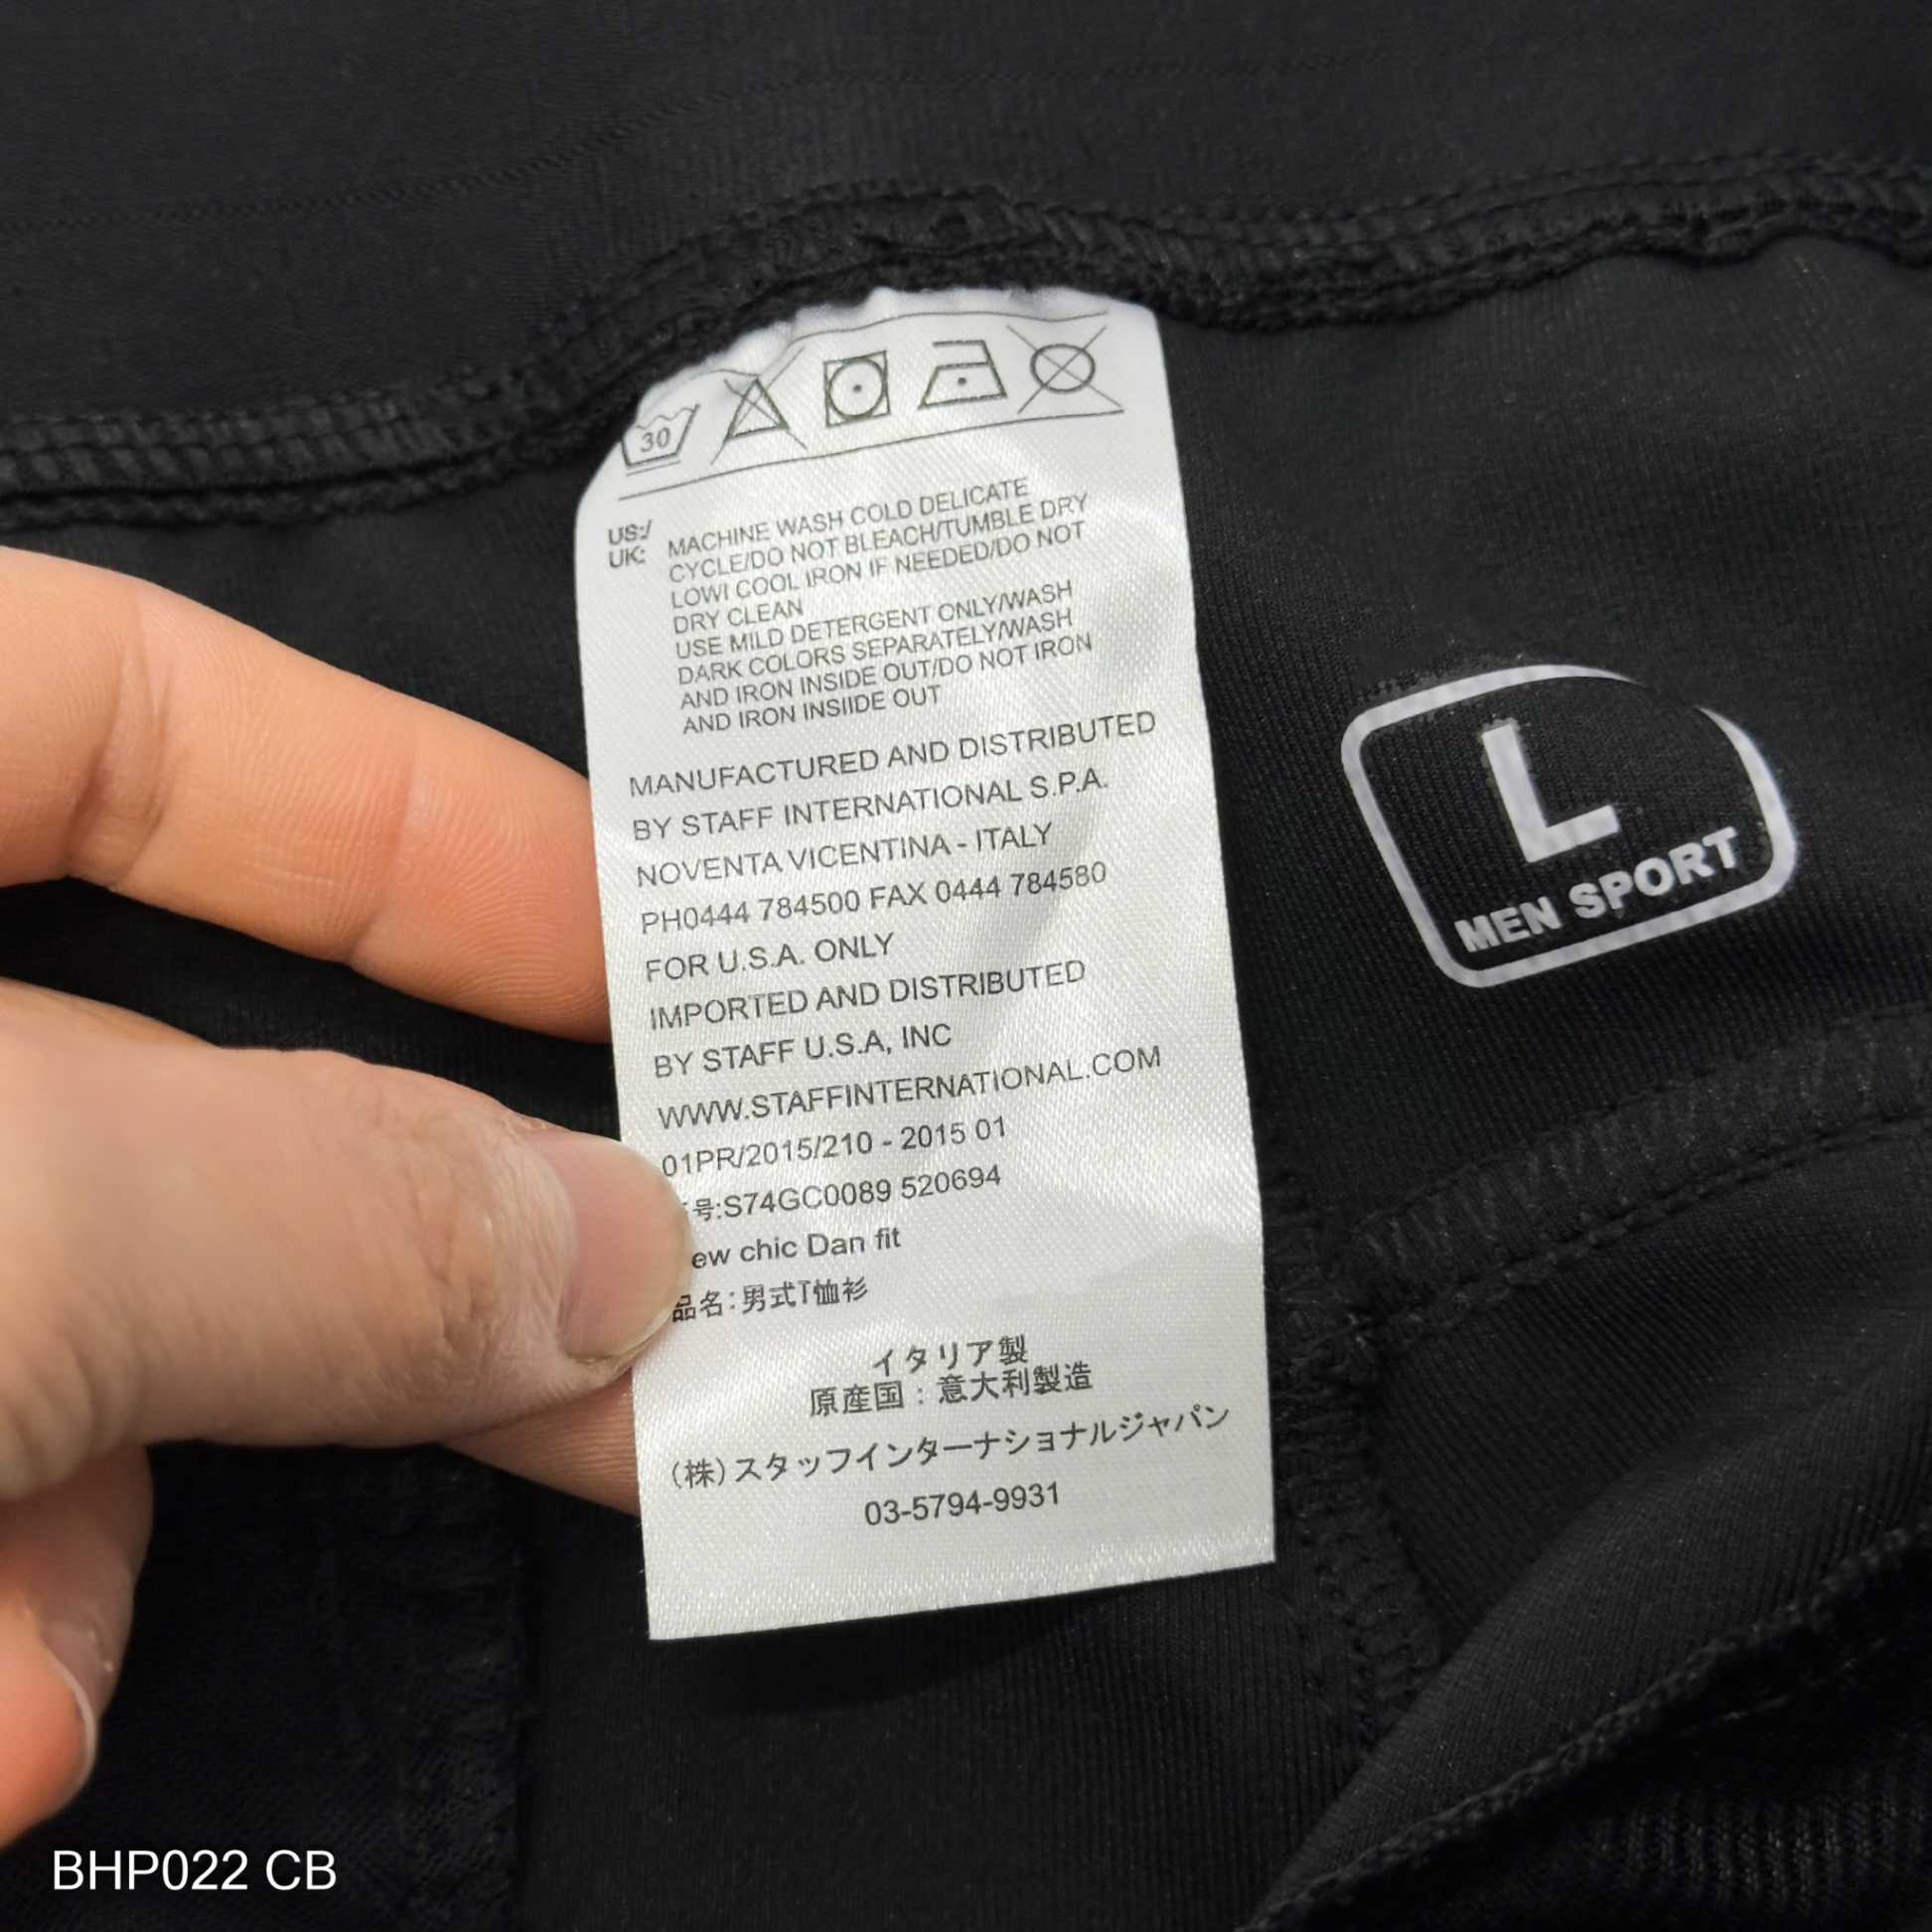 30
US:/
UK:
MACHINE WASH COLD DELICATE
CYCLE/DO NOT BLEACH/TUMBLE DRY
LOWI COOL IRON IF NEEDED/DO NOT
DRY CLEAN
USE MILD DETERGENT ONLY/WASH
DARK COLORS SEPARATELY/WASH
AND IRON INSIDE OUT/DO NOT IRON
AND IRON INSIIDE OUT
MANUFACTURED AND DISTRIBUTED
BY STAFF INTERNATIONAL S.P.A.
NOVENTA VICENTINA - ITALY
PH0444 784500 FAX 0444 784580
FOR U.S.A. ONLY
IMPORTED AND DISTRIBUTED
BY STAFF U.S.A, INC
WWW.STAFFINTERNATIONAL.COM
01PR/2015/210 - 2015 01
号:S74GC0089 520694
ew chic Dan fit
品名:男式T恤衫
イタリア製
原産国:意大利製造
(株)スタッフインターナショナルジャパン
03-5794-9931
L
MEN SPORT
BHP022 CB